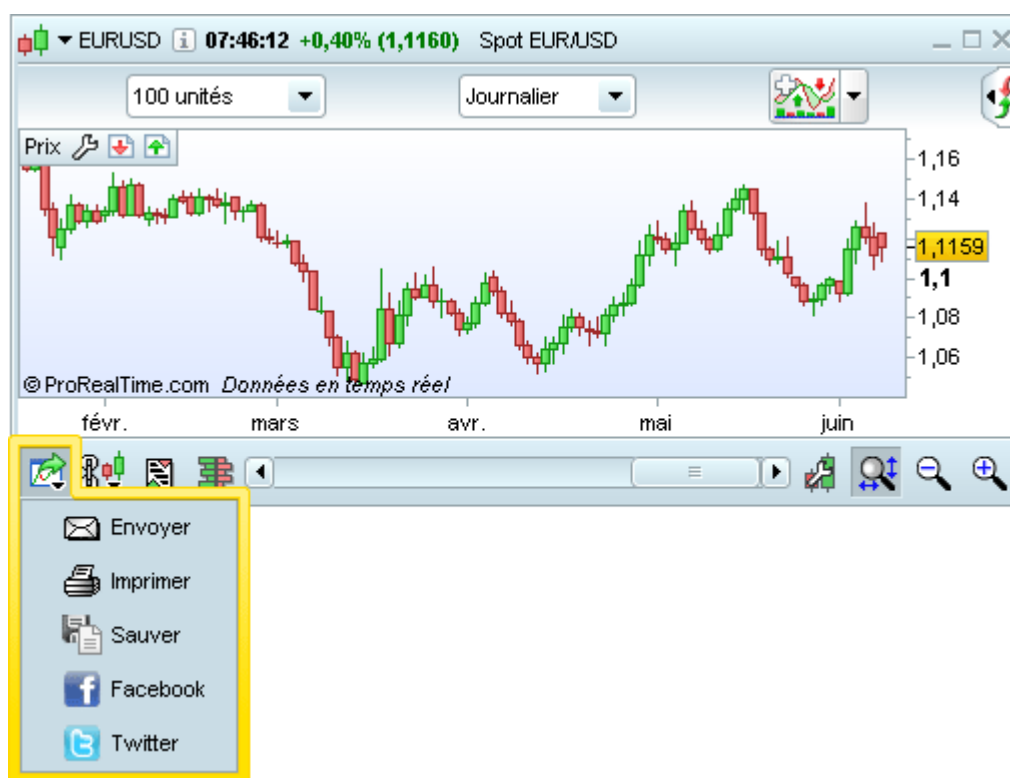 EURUSD 07:46:12 +0,40% (1,1160) Spot EUR/USD
100 unités Journalier
Prix
1,16
1,14
1,1159
1,1
1,08
1,06
© ProRealTime.com Données en temps réel
févr. mars avr. mai juin
Envoyer
Imprimer
Sauver
Facebook
Twitter